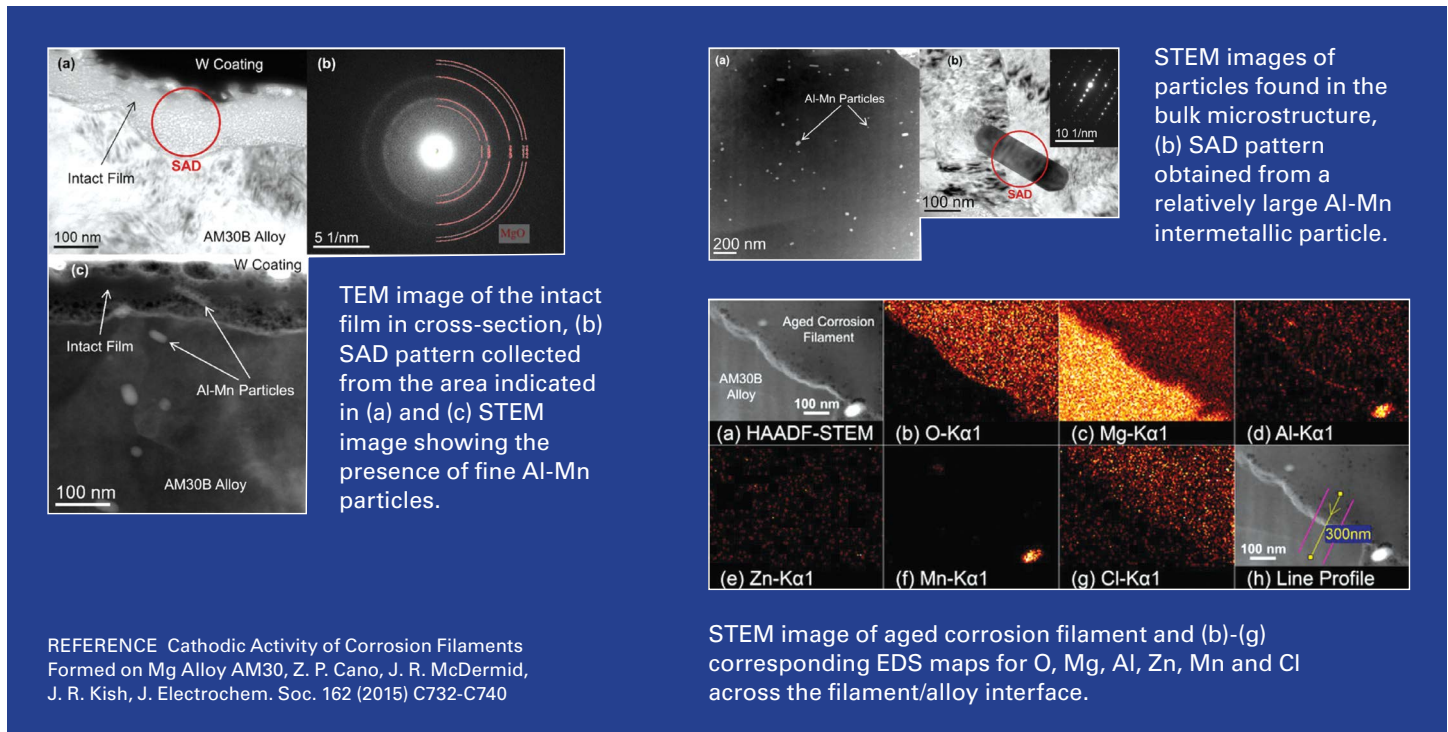 (a)
W Coating
Intact Film
SAD
100 nm
AM30B Alloy
(b)
5 1/nm
MgO
(c)
W Coating
Intact Film
Al-Mn Particles
AM30B Alloy
100 nm
TEM image of the intact
film in cross-section, (b)
SAD pattern collected
from the area indicated
in (a) and (c) STEM
image showing the
presence of fine Al-Mn
particles.
REFERENCE Cathodic Activity of Corrosion Filaments
Formed on Mg Alloy AM30, Z. P. Cano, J. R. McDermid,
J. R. Kish, J. Electrochem. Soc. 162 (2015) C732-C740
(a)
Al-Mn Particles
200 nm
(b)
10 1/nm
SAD
100 nm
STEM images of
particles found in the
bulk microstructure,
(b) SAD pattern
obtained from a
relatively large Al-Mn
intermetallic particle.
Aged Corrosion
Filament
AM30B
Alloy
100 nm
(a) HAADF-STEM
(b) O-Kα1
(c) Mg-Kα1
(d) Al-Kα1
(e) Zn-Kα1
(f) Mn-Kα1
(g) Cl-Kα1
300nm
100 nm
(h) Line Profile
STEM image of aged corrosion filament and (b)-(g)
corresponding EDS maps for O, Mg, Al, Zn, Mn and Cl
across the filament/alloy interface.